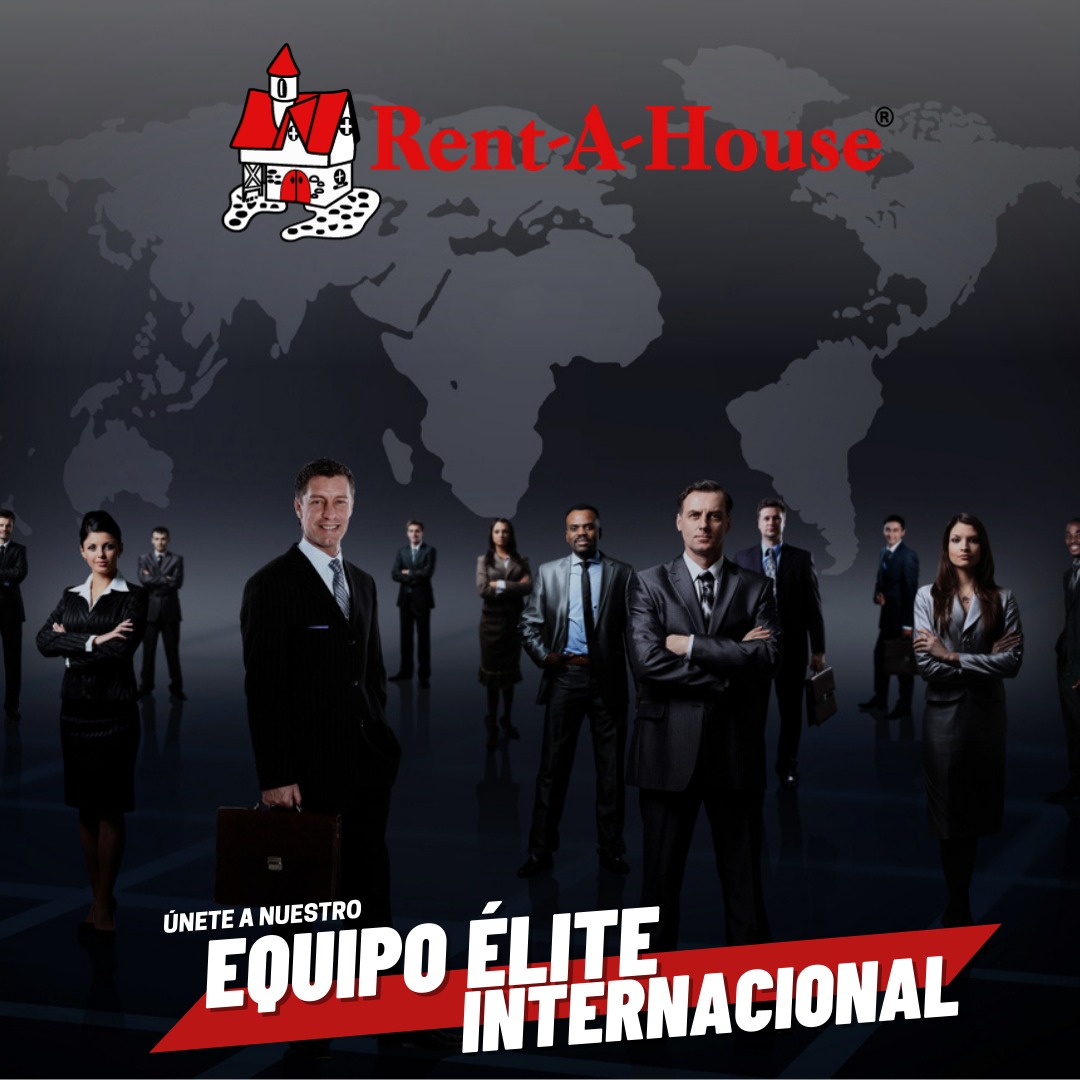 Rent-A-House®
ÚNETE A NUESTRO
EQUIPO ÉLITE
INTERNACIONAL